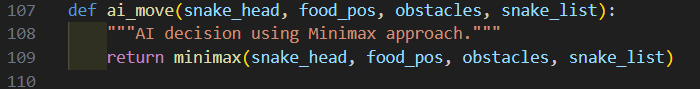 107 def ai_move(snake_head, food_pos, obstacles, snake_list):
108     """AI decision using Minimax approach."""
109     return minimax(snake_head, food_pos, obstacles, snake_list)
110